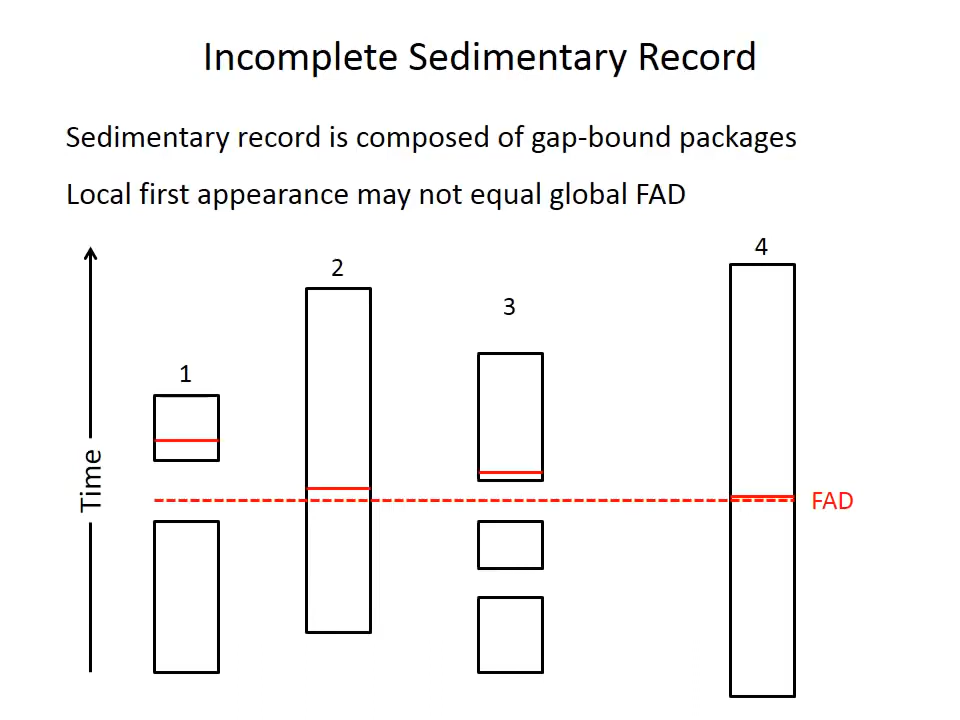 Incomplete Sedimentary Record
Sedimentary record is composed of gap-bound packages
Local first appearance may not equal global FAD
4
2
3
1
Time
FAD